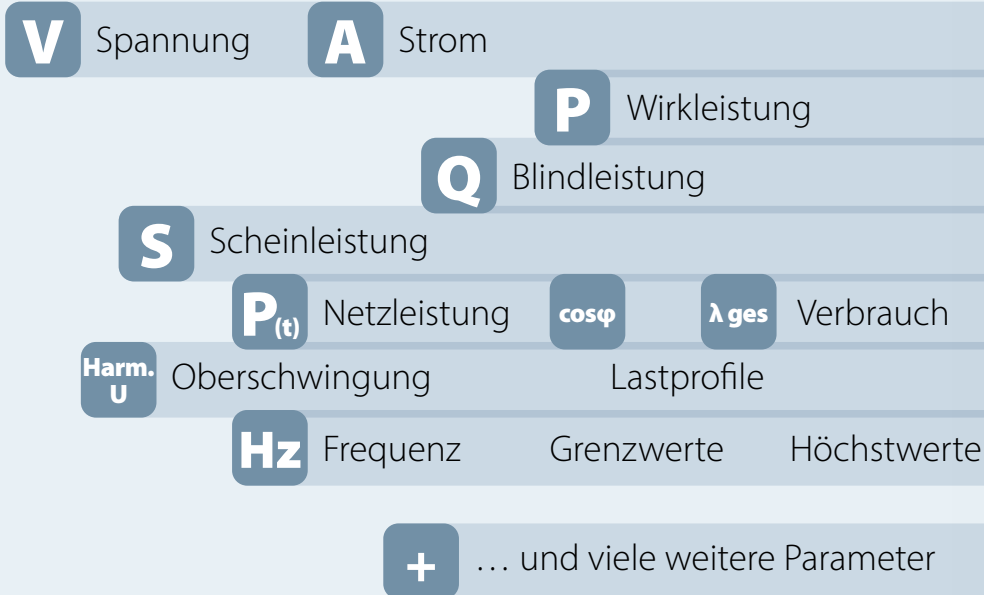 V Spannung A Strom
P Wirkleistung
Q Blindleistung
S Scheinleistung
P(t) Netzleistung cosφ λ ges Verbrauch
Harm. U Oberschwingung Lastprofile
Hz Frequenz Grenzwerte Höchstwerte
+ … und viele weitere Parameter